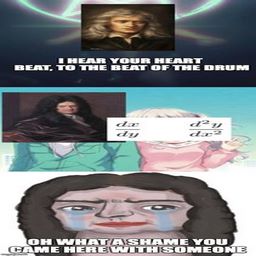 I HEAR YOUR HEART
BEAT, TO THE BEAT OF THE DRUM
dx d²y
dy dx²
OH WHAT A SHAME YOU
CAME HERE WITH SOMEONE